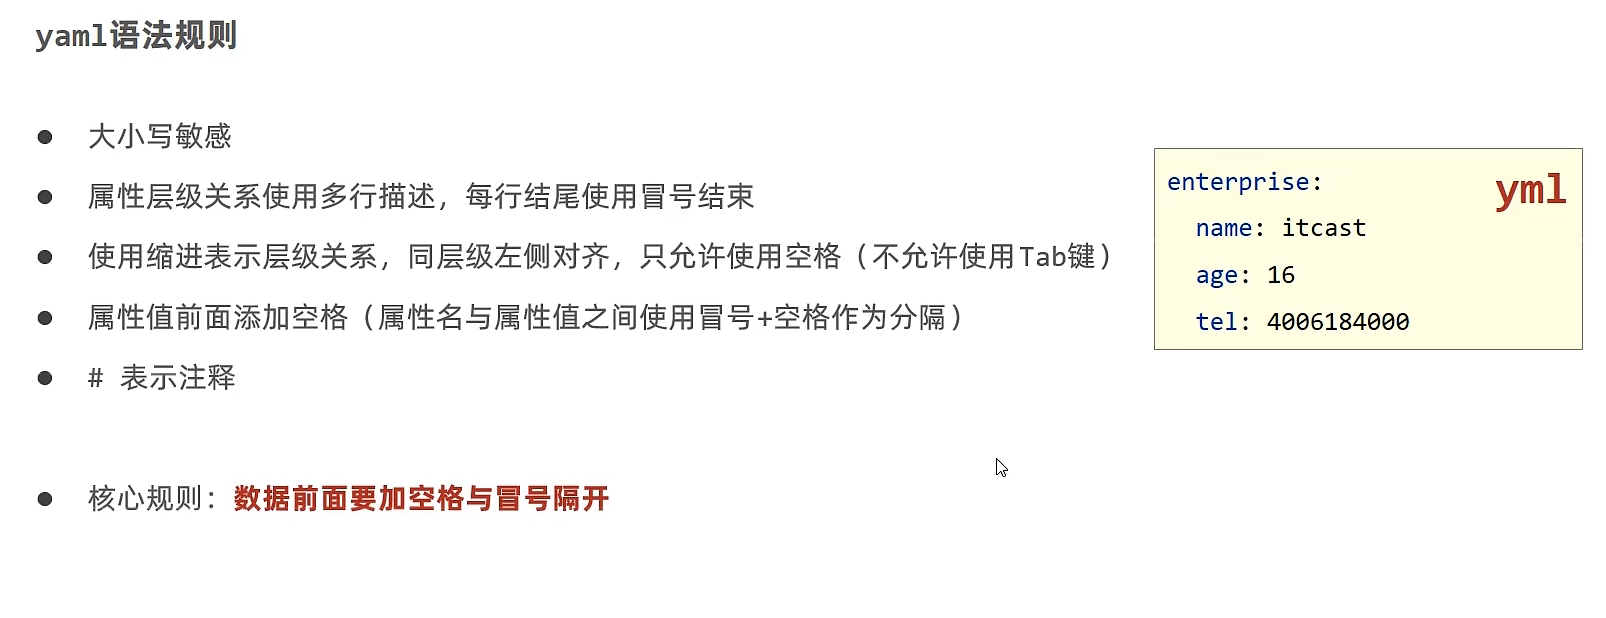 yaml语法规则
大小写敏感
属性层级关系使用多行描述，每行结尾使用冒号结束
使用缩进表示层级关系，同层级左侧对齐，只允许使用空格（不允许使用Tab键）
属性值前面添加空格（属性名与属性值之间使用冒号+空格作为分隔）
# 表示注释
核心规则：数据前面要加空格与冒号隔开
yml
enterprise:
  name: itcast
  age: 16
  tel: 4006184000